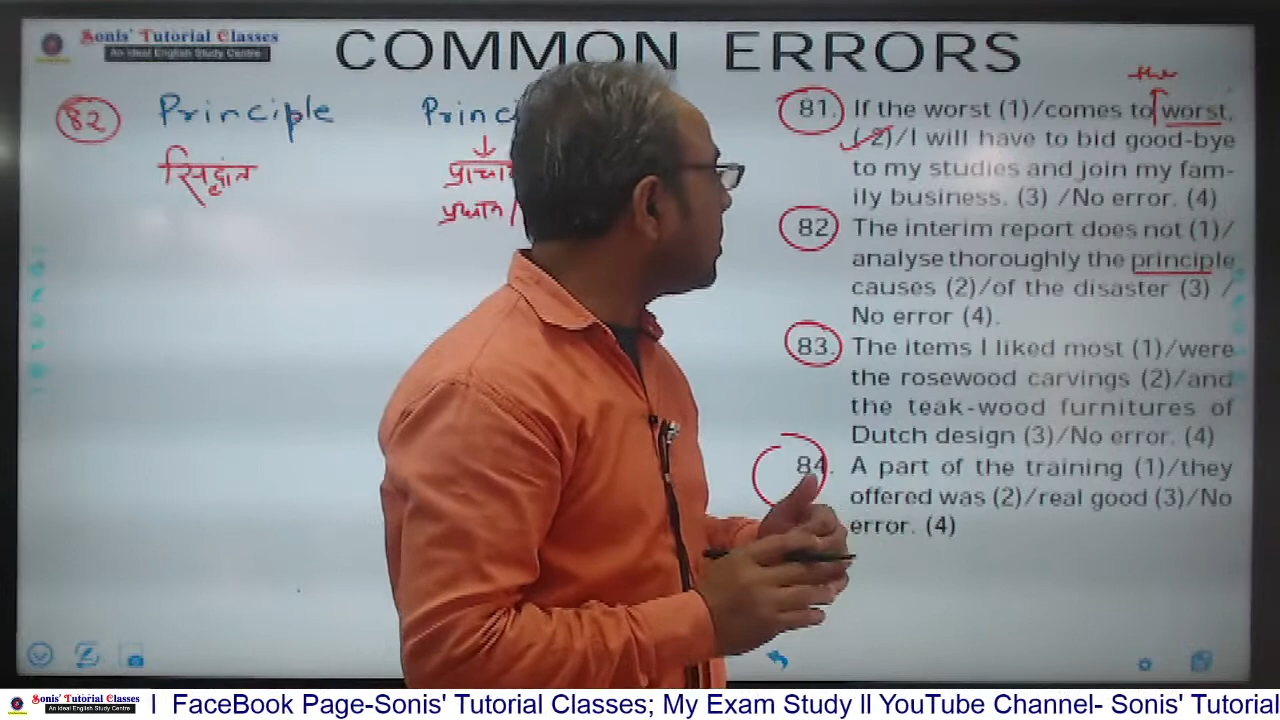 Sonis' Tutorial Classes
An Ideal English Study Centre
COMMON ERRORS
82
Principle
सिद्धांत
the
81. If the worst (1)/comes to worst.
(2)/I will have to bid good-bye
to my studies and join my fam-
ily business. (3) /No error. (4)
82 The interim report does not (1)/
analyse thoroughly the principle
causes (2)/of the disaster (3) /
No error (4).
83. The items I liked most (1)/were
the rosewood carvings (2)/and
the teak-wood furnitures of
Dutch design (3)/No error. (4)
84. A part of the training (1)/they
offered was (2)/real good (3)/No
error. (4)
Sonis' Tutorial Classes
An Ideal English Study Centre
| FaceBook Page-Sonis' Tutorial Classes; My Exam Study ll YouTube Channel- Sonis' Tutorial